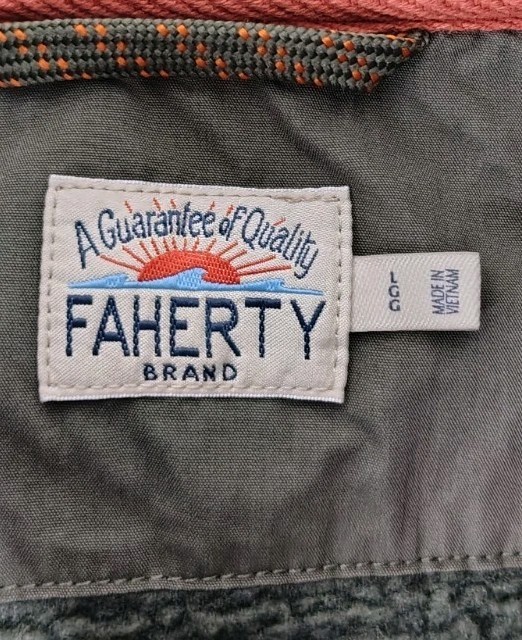 A Guarantee of Quality
FAHERTY
BRAND
LGG
MADE IN
VIETNAM